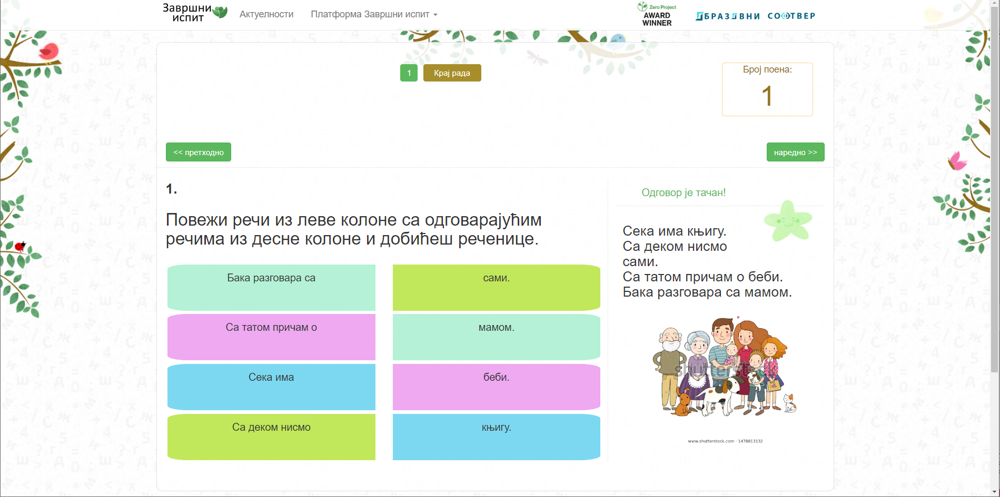 Завршни
испит
Актуелности
Платформа Завршни испит
Zero Project
AWARD
WINNER
ОБРАЗОВНИ СОФТВЕР
1
Крај рада
Број поена:
1
<< претходно
наредно >>
1.
Повежи речи из леве колоне са одговарајућим
речима из десне колоне и добићеш реченице.
Бака разговара са
сами.
Са татом причам о
мамом.
Сека има
беби.
Са деком нисмо
књигу.
Одговор је тачан!
Сека има књигу.
Са деком нисмо
сами.
Са татом причам о беби.
Бака разговара са мамом.
shutterstock
www.shutterstock.com · 1478813132